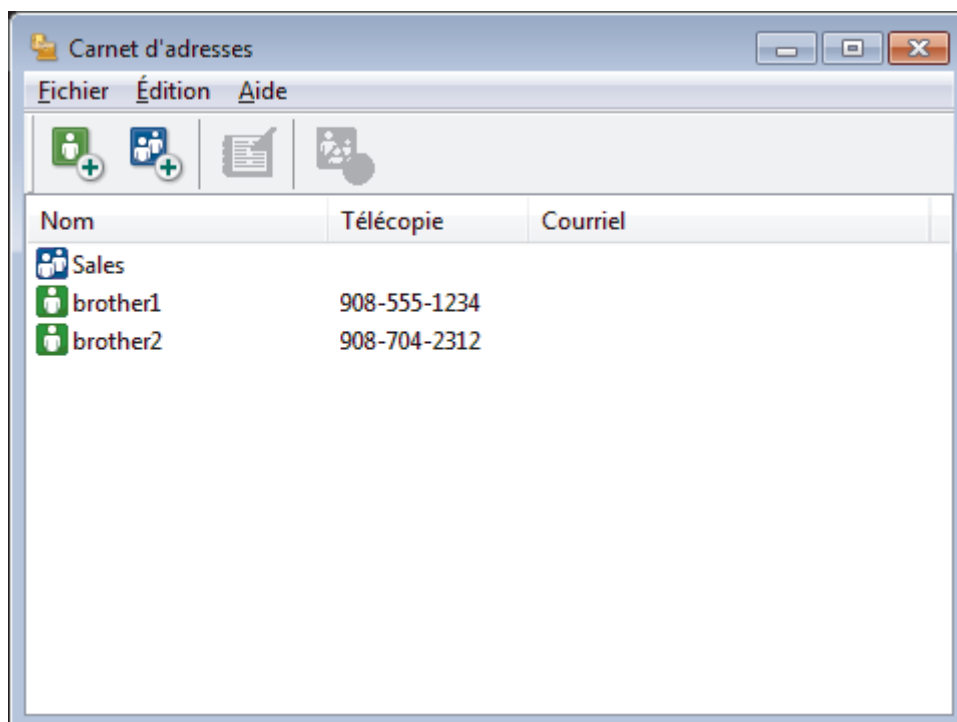 Carnet d'adresses
Fichier Édition Aide
Nom Télécopie Courriel
Sales
brother1 908-555-1234
brother2 908-704-2312